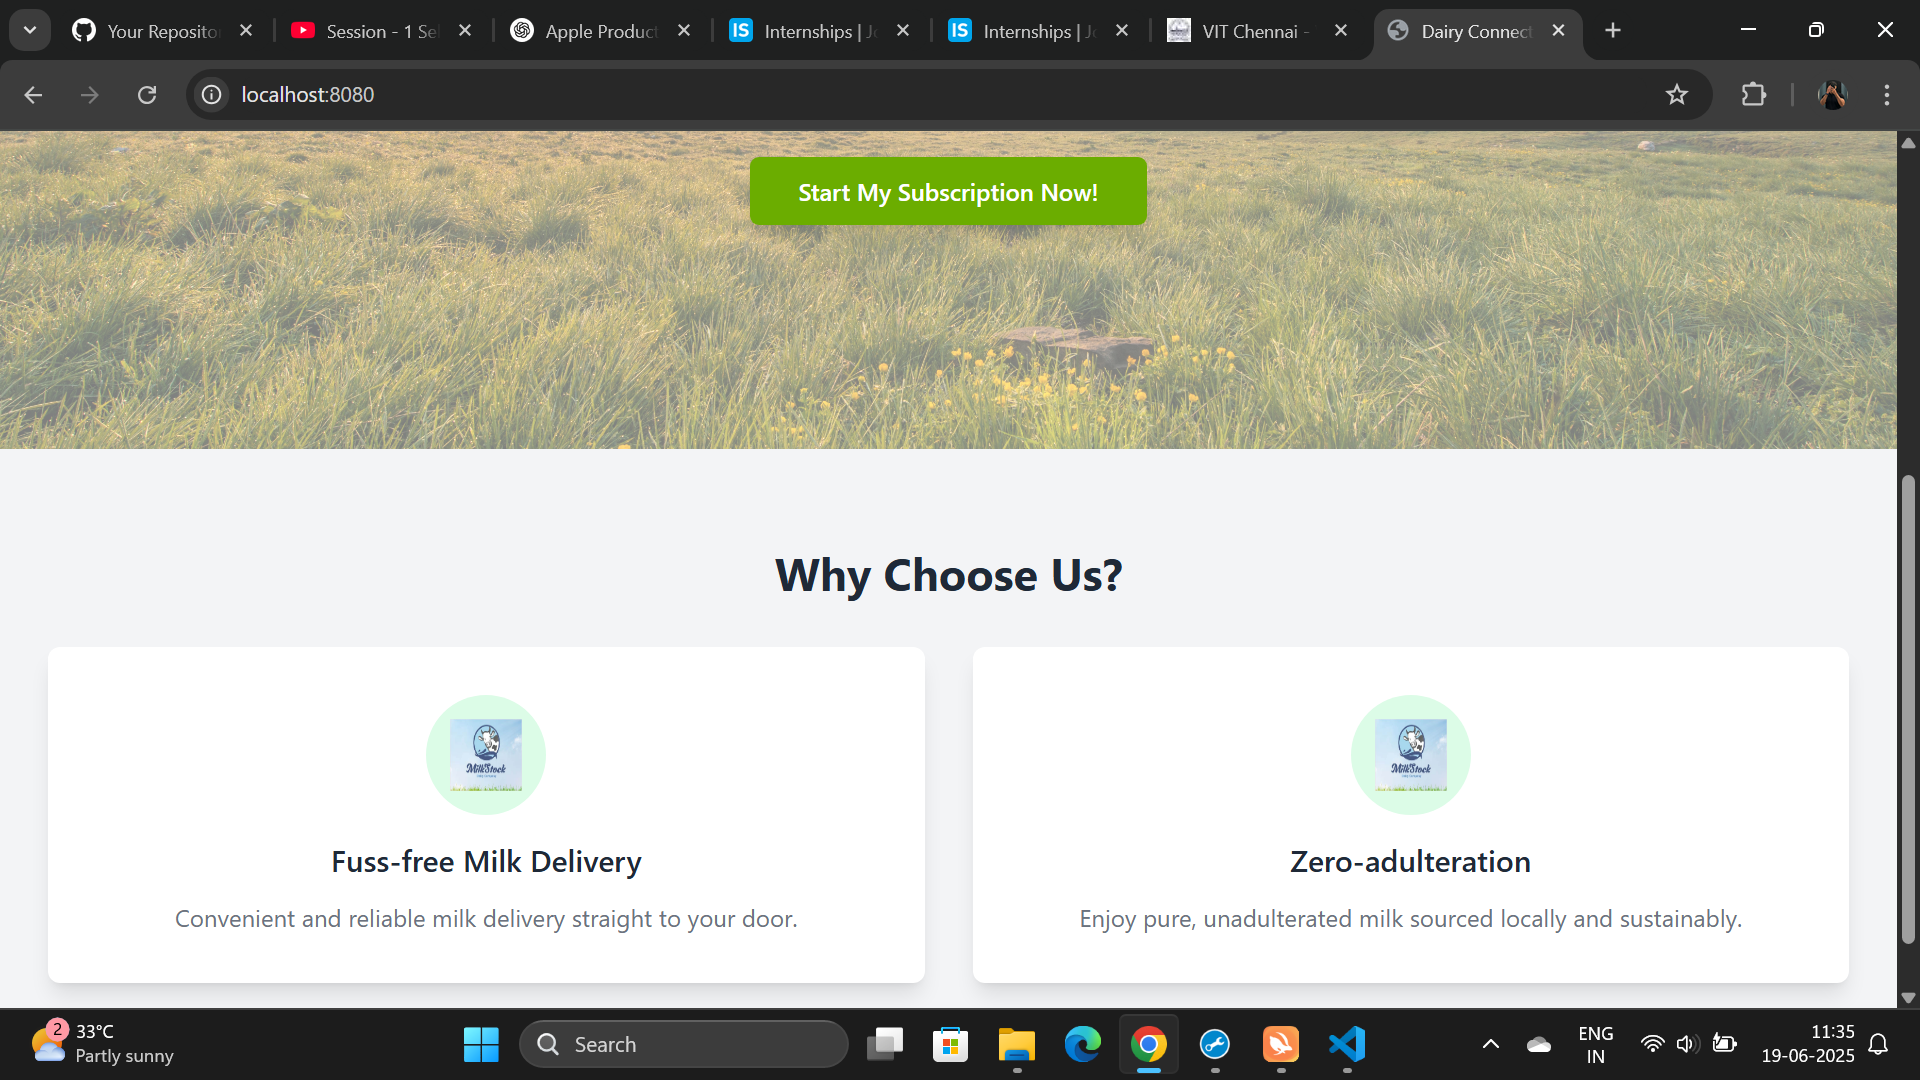 Your Reposito
Session - 1 Sel
Apple Product
Internships | Jo
Internships | Jo
VIT Chennai -
Dairy Connect
localhost:8080
Start My Subscription Now!
Why Choose Us?
MilkStock
MilkStock
Fuss-free Milk Delivery
Zero-adulteration
Convenient and reliable milk delivery straight to your door.
Enjoy pure, unadulterated milk sourced locally and sustainably.
2
33°C
Partly sunny
Search
ENG
IN
11:35
19-06-2025